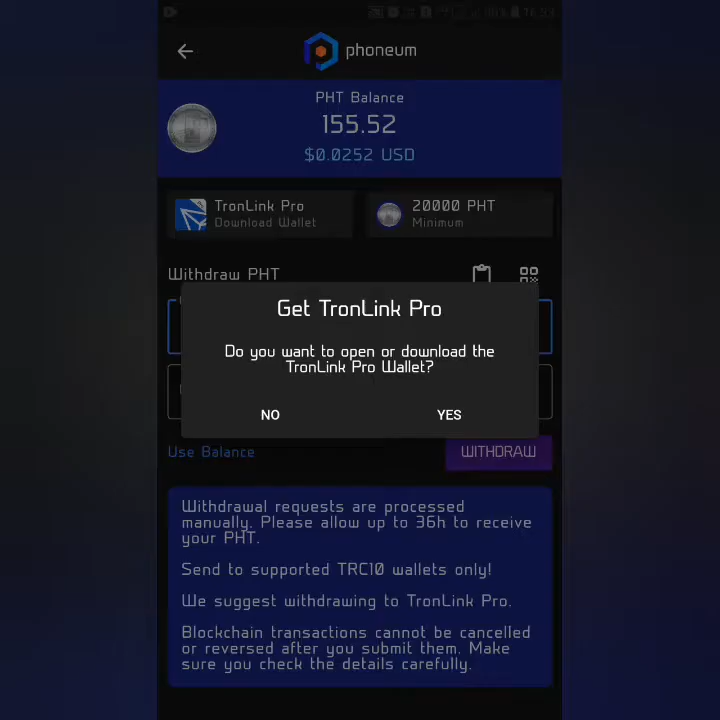 phoneum
PHT Balance
155.52
$0.0252 USD
TronLink Pro
Download Wallet
20000 PHT
Minimum
Withdraw PHT
Get TronLink Pro
Do you want to open or download the
TronLink Pro Wallet?
NO
YES
Use Balance
WITHDRAW
Withdrawal requests are processed
manually. Please allow up to 36h to receive
your PHT.
Send to supported TRC10 wallets only!
We suggest withdrawing to TronLink Pro.
Blockchain transactions cannot be cancelled
or reversed after you submit them. Make
sure you check the details carefully.